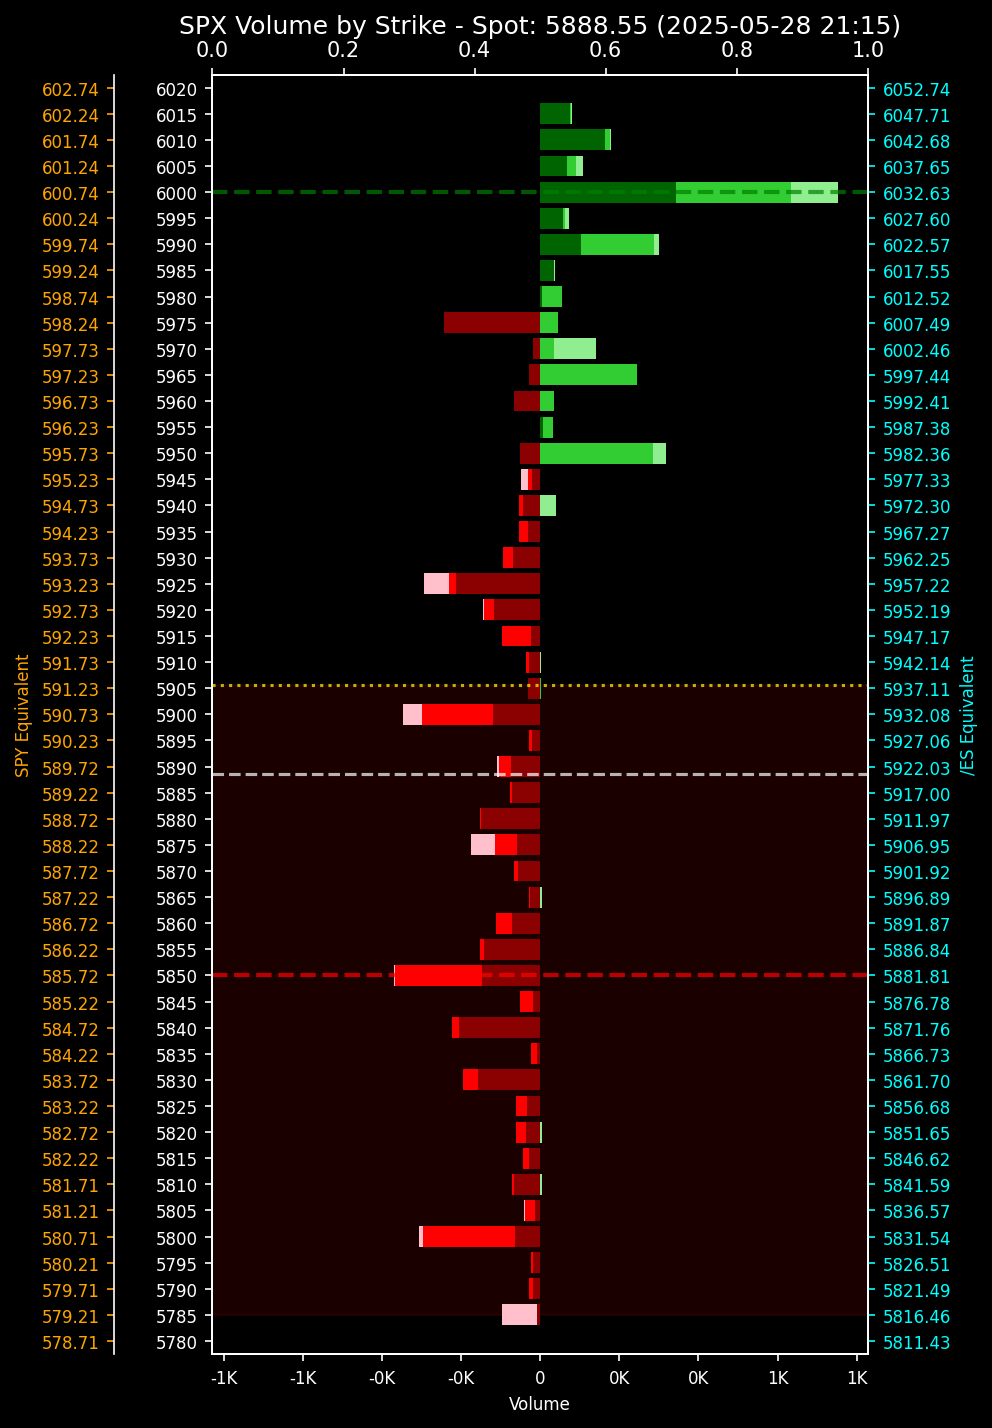 SPX Volume by Strike - Spot: 5888.55 (2025-05-28 21:15)
0.0 0.2 0.4 0.6 0.8 1.0
602.74 6020 6052.74
602.24 6015 6047.71
601.74 6010 6042.68
601.24 6005 6037.65
600.74 6000 6032.63
600.24 5995 6027.60
599.74 5990 6022.57
599.24 5985 6017.55
598.74 5980 6012.52
598.24 5975 6007.49
597.73 5970 6002.46
597.23 5965 5997.44
596.73 5960 5992.41
596.23 5955 5987.38
595.73 5950 5982.36
595.23 5945 5977.33
594.73 5940 5972.30
594.23 5935 5967.27
593.73 5930 5962.25
593.23 5925 5957.22
592.73 5920 5952.19
592.23 5915 5947.17
591.73 5910 5942.14
591.23 5905 5937.11
590.73 5900 5932.08
590.23 5895 5927.06
589.72 5890 5922.03
589.22 5885 5917.00
588.72 5880 5911.97
588.22 5875 5906.95
587.72 5870 5901.92
587.22 5865 5896.89
586.72 5860 5891.87
586.22 5855 5886.84
585.72 5850 5881.81
585.22 5845 5876.78
584.72 5840 5871.76
584.22 5835 5866.73
583.72 5830 5861.70
583.22 5825 5856.68
582.72 5820 5851.65
582.22 5815 5846.62
581.71 5810 5841.59
581.21 5805 5836.57
580.71 5800 5831.54
580.21 5795 5826.51
579.71 5790 5821.49
579.21 5785 5816.46
578.71 5780 5811.43
SPY Equivalent
/ES Equivalent
-1K -1K -0K -0K 0 0K 0K 1K 1K
Volume